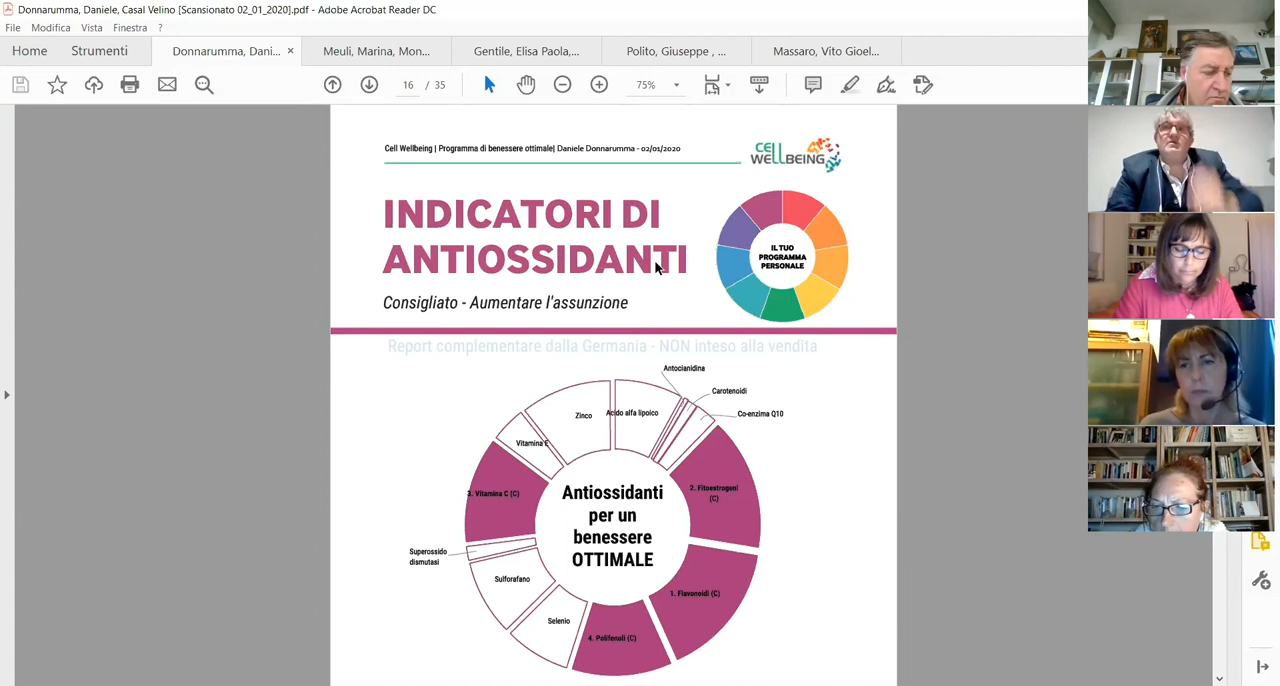 Donnarumma, Daniele, Casal Velino [Scansionato 02_01_2020].pdf - Adobe Acrobat Reader DC
File Modifica Vista Finestra ?
Home Strumenti Donnarumma, Dani... × Meuli, Marina, Mon... Gentile, Elisa Paola,... Polito, Giuseppe , ... Massaro, Vito Gioel...
16 / 35 75%
Cell Wellbeing | Programma di benessere ottimale| Daniele Donnarumma - 02/01/2020
CELL
WELLBEING
INDICATORI DI
ANTIOSSIDANTI
Consigliato - Aumentare l'assunzione
IL TUO
PROGRAMMA
PERSONALE
Report complementare dalla Germania - NON inteso alla vendita
Antocianidina
Carotenoidi
Co-enzima Q10
Acido alfa lipoico
Zinco
Vitamina E
3. Vitamina C (C)
2. Fitoestrogeni
(C)
Antiossidanti
per un
benessere
OTTIMALE
Superossido
dismutasi
Sulforafano
Selenio
1. Flavonoidi (C)
4. Polifenoli (C)